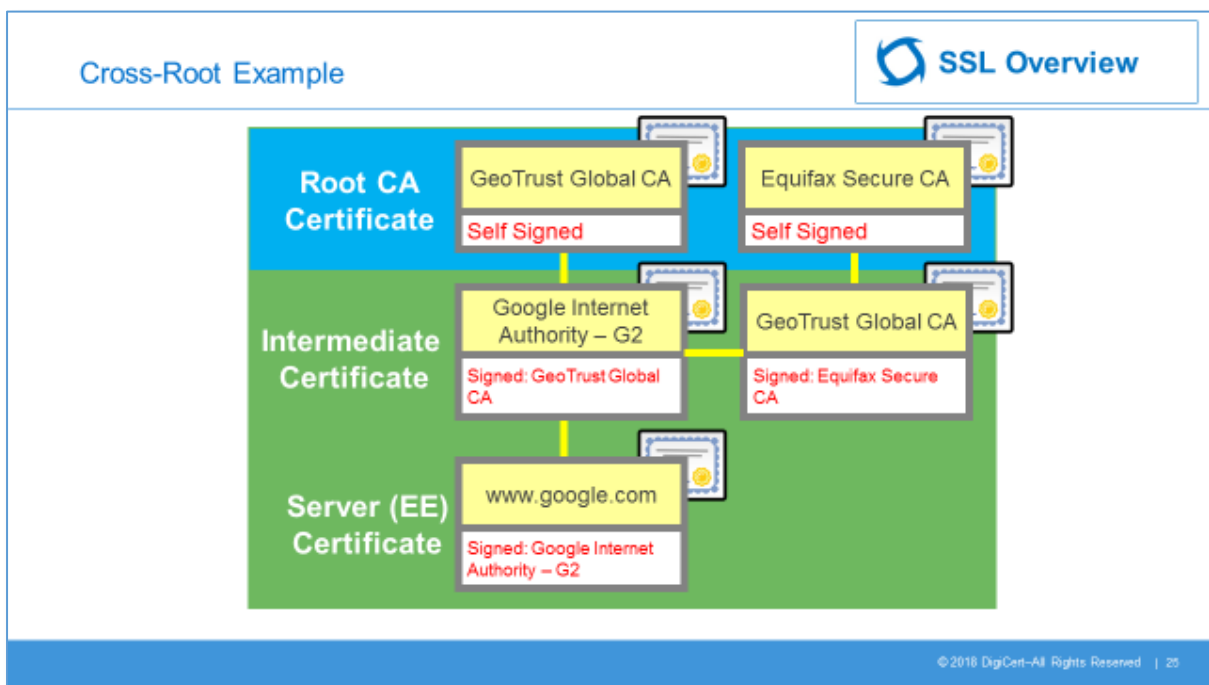 Cross-Root Example
SSL Overview
Root CA
Certificate
GeoTrust Global CA
Self Signed
Equifax Secure CA
Self Signed
Intermediate
Certificate
Google Internet
Authority – G2
Signed: GeoTrust Global
CA
GeoTrust Global CA
Signed: Equifax Secure
CA
Server (EE)
Certificate
www.google.com
Signed: Google Internet
Authority – G2
©2018 DigiCert–All Rights Reserved | 25